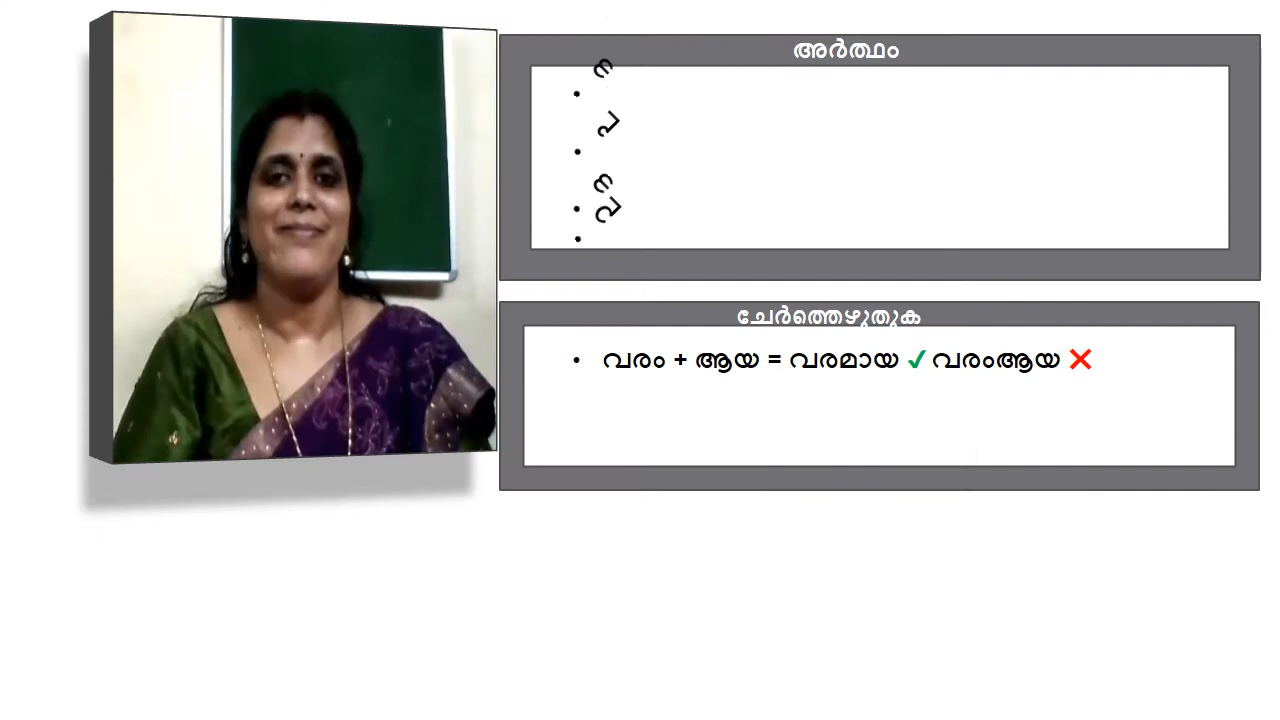 അർത്ഥം
• ന
• പ
• ന
• വ
ചേർത്തെഴുതുക
• വരം + ആയ = വരമായ ✓ വരംആയ ❌